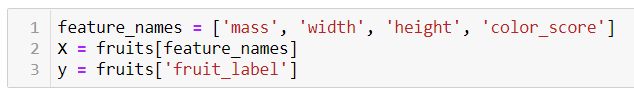 1 feature_names = ['mass', 'width', 'height', 'color_score']
2 X = fruits[feature_names]
3 y = fruits['fruit_label']